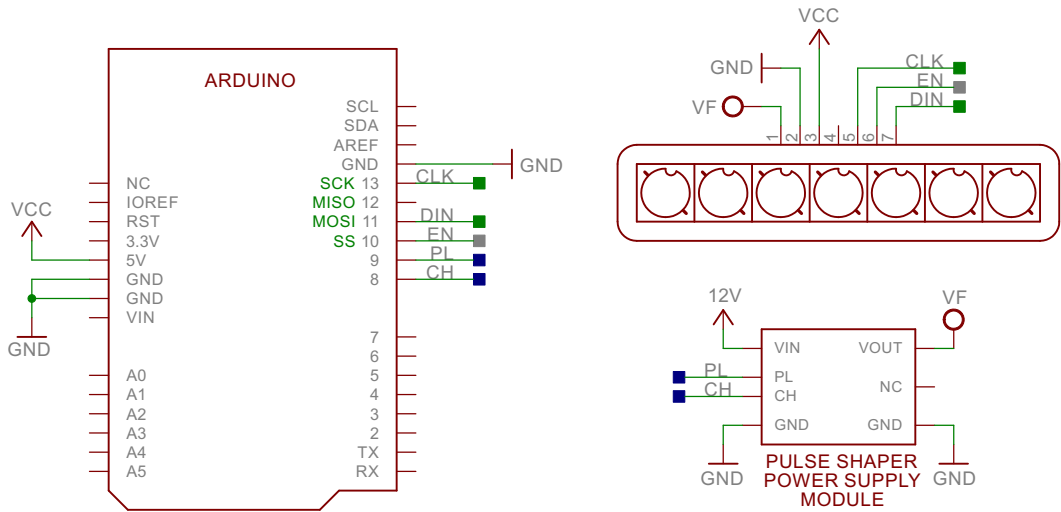 ARDUINO
SCL
SDA
AREF
GND
GND
NC
SCK 13
CLK
IOREF
MISO 12
RST
MOSI 11
DIN
VCC
3.3V
SS 10
EN
5V
9
PL
GND
8
CH
GND
VIN
GND
7
6
A0
5
A1
4
A2
3
A3
2
A4
TX
A5
RX
VCC
GND
CLK
EN
VF
DIN
1
2
3
4
5
6
7
12V
VF
VIN
VOUT
PL
PL
NC
CH
CH
GND
GND
GND
GND
PULSE SHAPER
POWER SUPPLY
MODULE